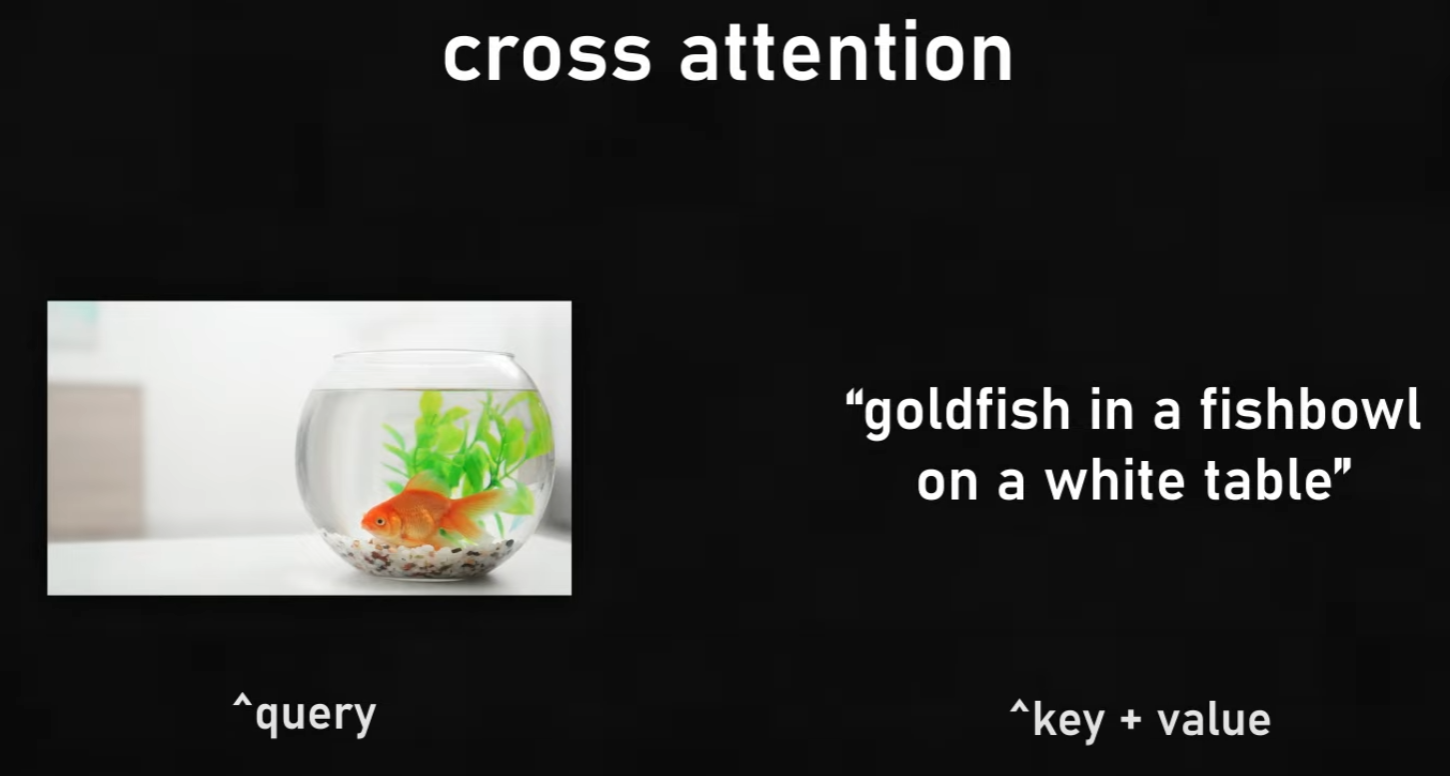 cross attention
“goldfish in a fishbowl
on a white table”
^query
^key + value